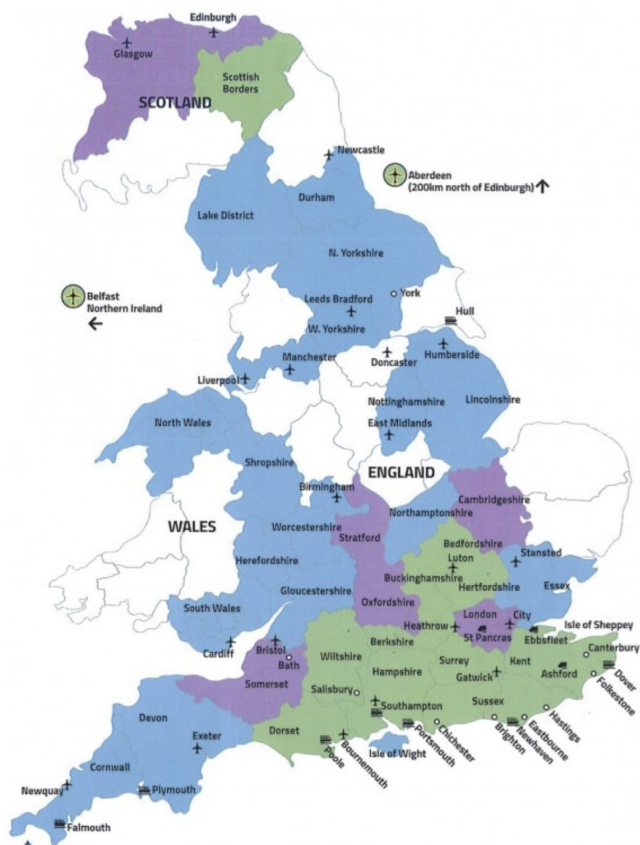 Edinburgh
Glasgow
Scottish
Borders
SCOTLAND
Newcastle
Aberdeen
(200km north of Edinburgh)
Durham
Lake District
N. Yorkshire
Belfast
Northern Ireland
York
Leeds Bradford
Hull
W. Yorkshire
Manchester
Doncaster
Humberside
Liverpool
Nottinghamshire
Lincolnshire
East Midlands
North Wales
Shropshire
ENGLAND
Birmingham
Cambridgeshire
Northamptonshire
WALES
Worcestershire
Stratford
Bedfordshire
Stansted
Luton
Herefordshire
Buckinghamshire
Hertfordshire
Essex
Gloucestershire
Oxfordshire
South Wales
London
City
Isle of Sheppey
Heathrow
St Pancras
Ebbsfleet
Cardiff
Bristol
Bath
Berkshire
Canterbury
Wiltshire
Surrey
Kent
Dover
Somerset
Hampshire
Gatwick
Ashford
Folkestone
Salisbury
Southampton
Sussex
Hastings
Devon
Dorset
Portsmouth
Chichester
Brighton
Newhaven
Eastbourne
Exeter
Poole
Bournemouth
Isle of Wight
Cornwall
Newquay
Plymouth
Falmouth